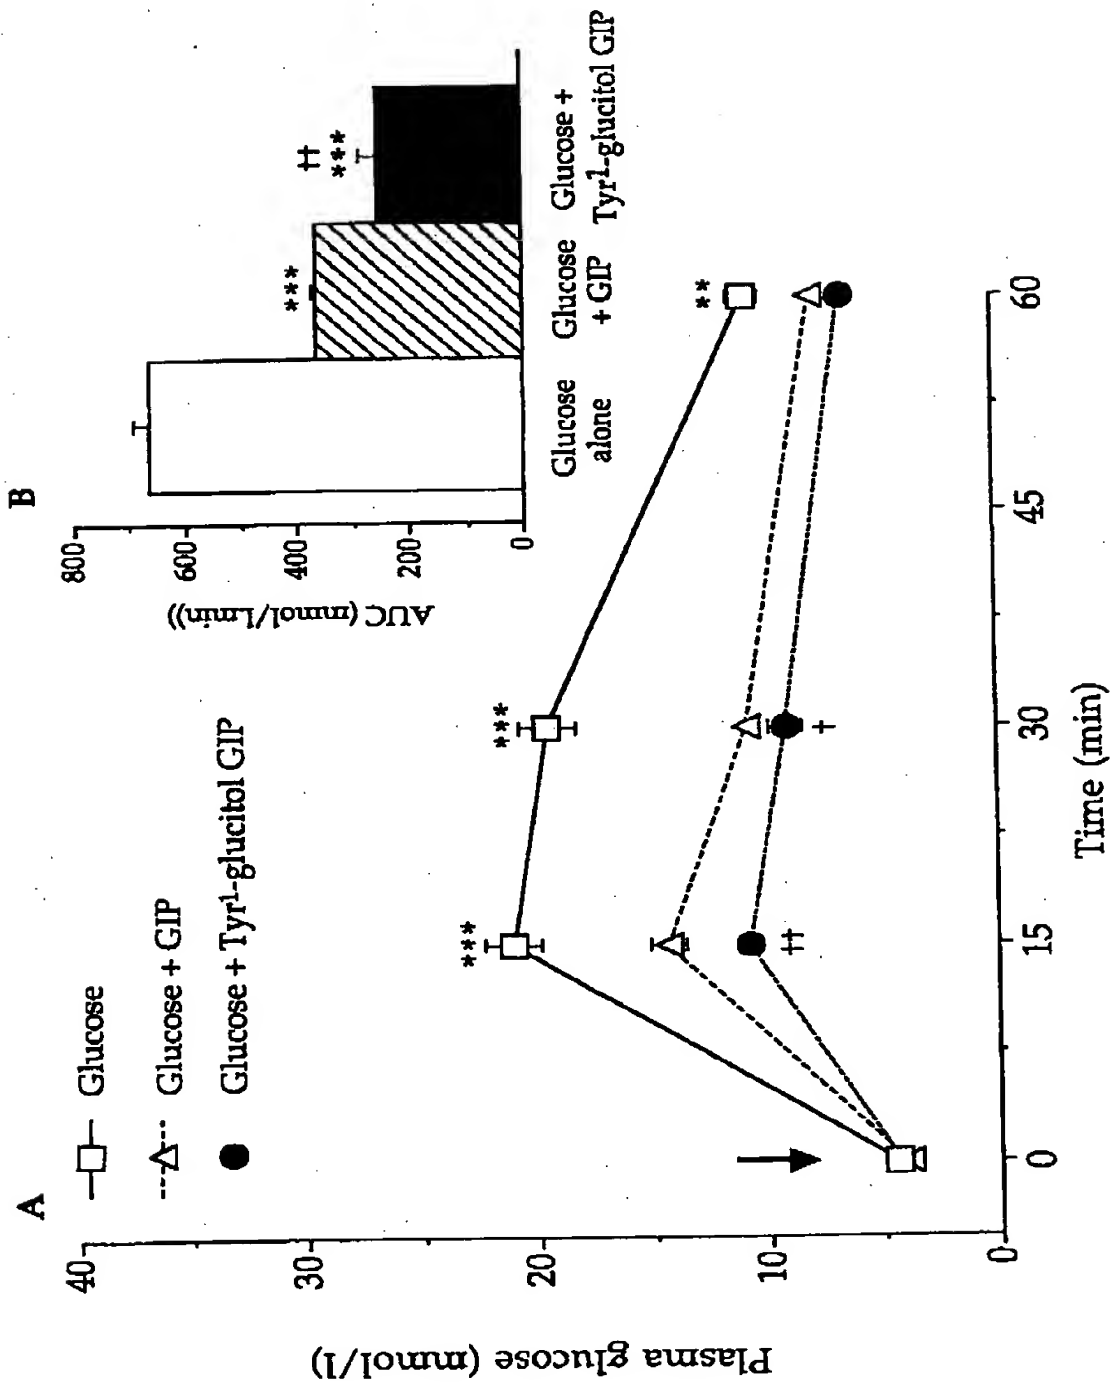 A
Glucose
Glucose + GIP
Glucose + Tyr¹-glucitol GIP
B
AUC (mmol/Lmin))
800
600
400
200
0
***
***
††
Glucose alone
Glucose + GIP
Glucose + Tyr¹-glucitol GIP
Plasma glucose (mmol/l)
40
30
20
10
0
***
***
**
††
†
0
15
30
45
60
Time (min)